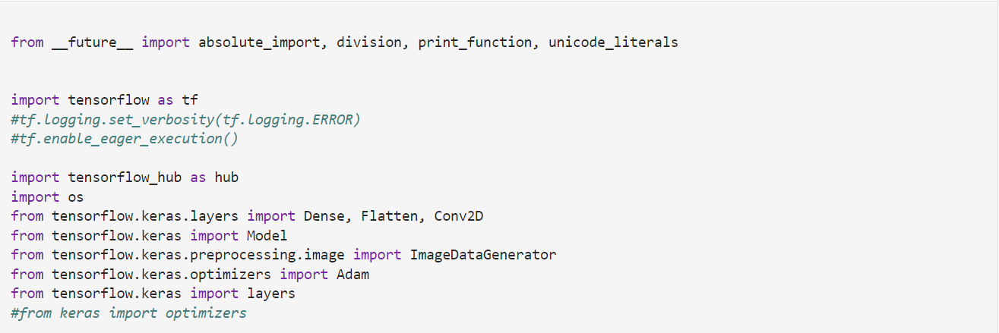 from __future__ import absolute_import, division, print_function, unicode_literals
import tensorflow as tf
#tf.logging.set_verbosity(tf.logging.ERROR)
#tf.enable_eager_execution()
import tensorflow_hub as hub
import os
from tensorflow.keras.layers import Dense, Flatten, Conv2D
from tensorflow.keras import Model
from tensorflow.keras.preprocessing.image import ImageDataGenerator
from tensorflow.keras.optimizers import Adam
from tensorflow.keras import layers
#from keras import optimizers